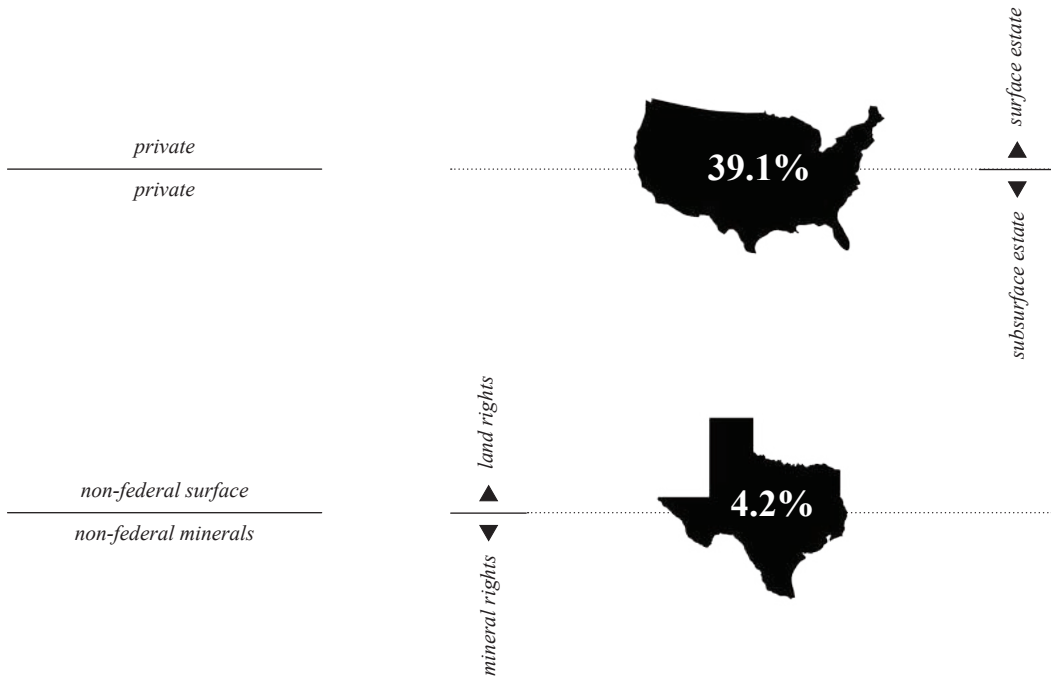 surface estate
private
39.1%
private
subsurface estate
land rights
non-federal surface
4.2%
non-federal minerals
mineral rights